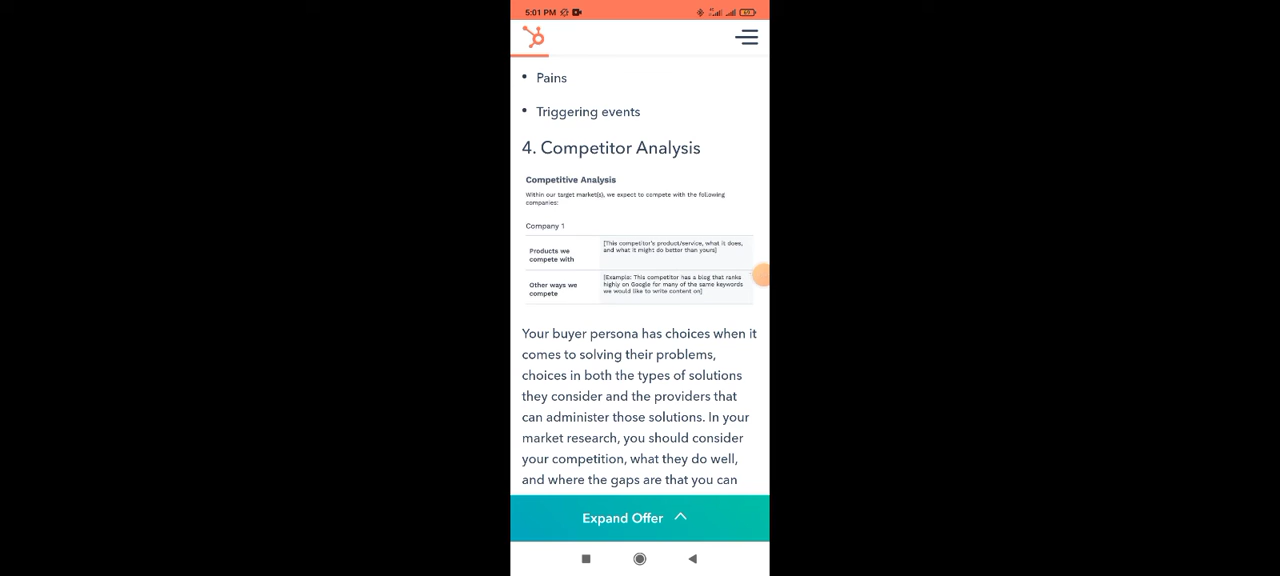 5:01 PM
69
• Pains
• Triggering events
4. Competitor Analysis
Competitive Analysis
Within our target market(s), we expect to compete with the following
companies:
Company 1
Products we
compete with
[This competitor's product/service, what it does,
and what it might do better than yours]
Other ways we
compete
[Example: This competitor has a blog that ranks
highly on Google for many of the same keywords
we would like to write content on]
Your buyer persona has choices when it
comes to solving their problems,
choices in both the types of solutions
they consider and the providers that
can administer those solutions. In your
market research, you should consider
your competition, what they do well,
and where the gaps are that you can
Expand Offer